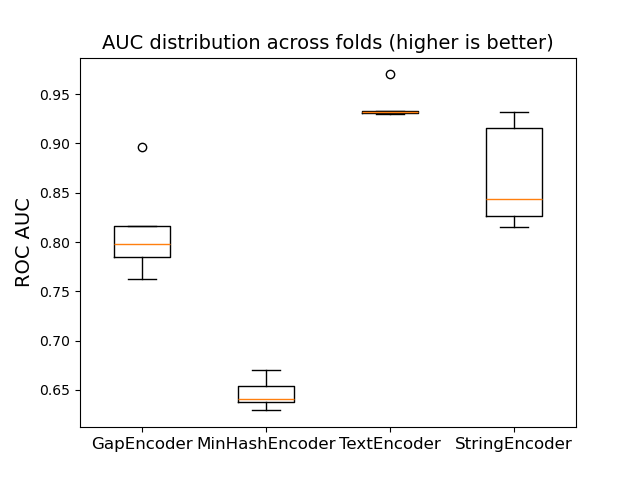 AUC distribution across folds (higher is better)
0.95
0.90
0.85
0.80
0.75
0.70
0.65
ROC AUC
GapEncoder MinHashEncoder TextEncoder StringEncoder